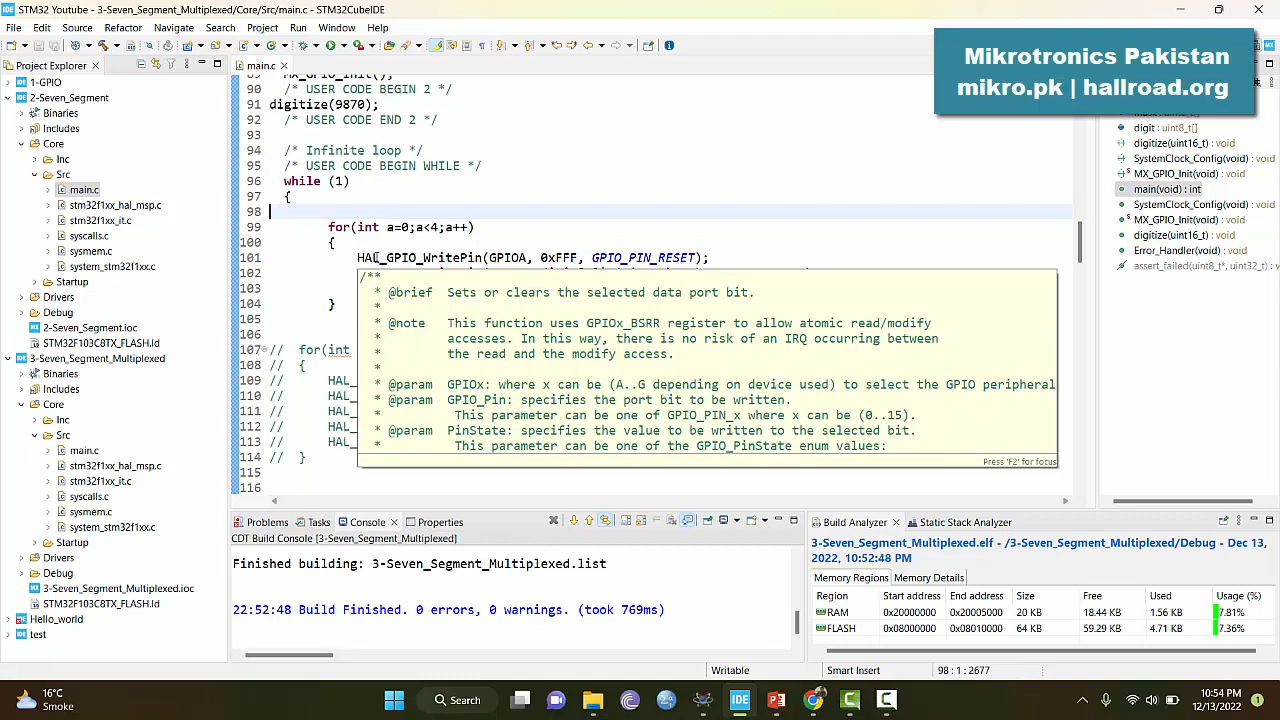 STM32 Youtube - 3-Seven_Segment_Multiplexed/Core/Src/main.c - STM32CubeIDE
File Edit Source Refactor Navigate Search Project Run Window Help
Mikrotronics Pakistan
mikro.pk | hallroad.org
Project Explorer
1-GPIO
2-Seven_Segment
Binaries
Includes
Core
Inc
Src
main.c
stm32f1xx_hal_msp.c
stm32f1xx_it.c
syscalls.c
sysmem.c
system_stm32f1xx.c
Startup
Drivers
Debug
2-Seven_Segment.ioc
STM32F103C8TX_FLASH.ld
3-Seven_Segment_Multiplexed
Binaries
Includes
Core
Inc
Src
main.c
stm32f1xx_hal_msp.c
stm32f1xx_it.c
syscalls.c
sysmem.c
system_stm32f1xx.c
Startup
Drivers
Debug
3-Seven_Segment_Multiplexed.ioc
STM32F103C8TX_FLASH.ld
Hello_world
test
main.c
89 MX_GPIO_Init();
90 /* USER CODE BEGIN 2 */
91 digitize(9870);
92 /* USER CODE END 2 */
93
94 /* Infinite loop */
95 /* USER CODE BEGIN WHILE */
96 while (1)
97 {
98
99 for(int a=0;a<4;a++)
100 {
101 HAL_GPIO_WritePin(GPIOA, 0xFFF, GPIO_PIN_RESET);
102
103
104 }
105
106
107 // for(int
108 // {
109 // HAL_
110 // HAL_
111 // HAL_
112 // HAL_
113 // HAL_
114 // }
115
116
/**
* @brief Sets or clears the selected data port bit.
*
* @note This function uses GPIOx_BSRR register to allow atomic read/modify
* accesses. In this way, there is no risk of an IRQ occurring between
* the read and the modify access.
*
* @param GPIOx: where x can be (A..G depending on device used) to select the GPIO peripheral
* @param GPIO_Pin: specifies the port bit to be written.
* This parameter can be one of GPIO_PIN_x where x can be (0..15).
* @param PinState: specifies the value to be written to the selected bit.
* This parameter can be one of the GPIO_PinState enum values:
Press 'F2' for focus
digit : uint8_t[]
digitize(uint16_t) : void
SystemClock_Config(void) : void
MX_GPIO_Init(void) : void
main(void) : int
SystemClock_Config(void) : void
MX_GPIO_Init(void) : void
digitize(uint16_t) : void
Error_Handler(void) : void
assert_failed(uint8_t*, uint32_t) : v
Problems Tasks Console Properties
CDT Build Console [3-Seven_Segment_Multiplexed]
Finished building: 3-Seven_Segment_Multiplexed.list
22:52:48 Build Finished. 0 errors, 0 warnings. (took 769ms)
Build Analyzer Static Stack Analyzer
3-Seven_Segment_Multiplexed.elf - /3-Seven_Segment_Multiplexed/Debug - Dec 13,
2022, 10:52:48 PM
Memory Regions Memory Details
Region Start address End address Size Free Used Usage (%)
RAM 0x20000000 0x20005000 20 KB 18.44 KB 1.56 KB 7.81%
FLASH 0x08000000 0x08010000 64 KB 59.29 KB 4.71 KB 7.36%
Writable Smart Insert 98 : 1 : 2677
16°C
Smoke
Search
10:54 PM
12/13/2022